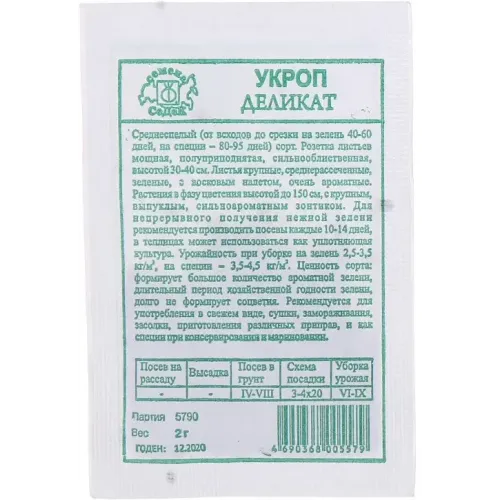 семена
СеДеК
УКРОП
ДЕЛИКАТ
Среднеспелый (от всходов до срезки на зелень 40-60
дней, на специи – 80-95 дней) сорт. Розетка листьев
мощная, полуприподнятая, сильнооблиственная,
высотой 30-40 см. Листья крупные, среднерассеченные,
зеленые, с восковым налетом, очень ароматные.
Растения в фазу цветения высотой до 150 см, с крупным,
выпуклым, сильноароматным зонтиком. Для
непрерывного получения нежной зелени
рекомендуется производить посевы каждые 10-14 дней,
в теплицах может использоваться как уплотняющая
культура. Урожайность при уборке на зелень 2,5-3,5
кг/м², на специи – 3,5-4,5 кг/м². Ценность сорта:
формирует большое количество ароматной зелени,
длительный период хозяйственной годности зелени,
долго не формирует соцветия. Рекомендуется для
употребления в свежем виде, сушки, замораживания,
засолки, приготовления различных приправ, и как
специи при консервировании и мариновании.
Посев на рассаду Высадка Посев в грунт Схема посадки Уборка урожая
- - IV-VIII 3-4х20 VI-IX
Партия 5790
Вес 2 г
ГОДЕН: 12.2020
4 690368 005579